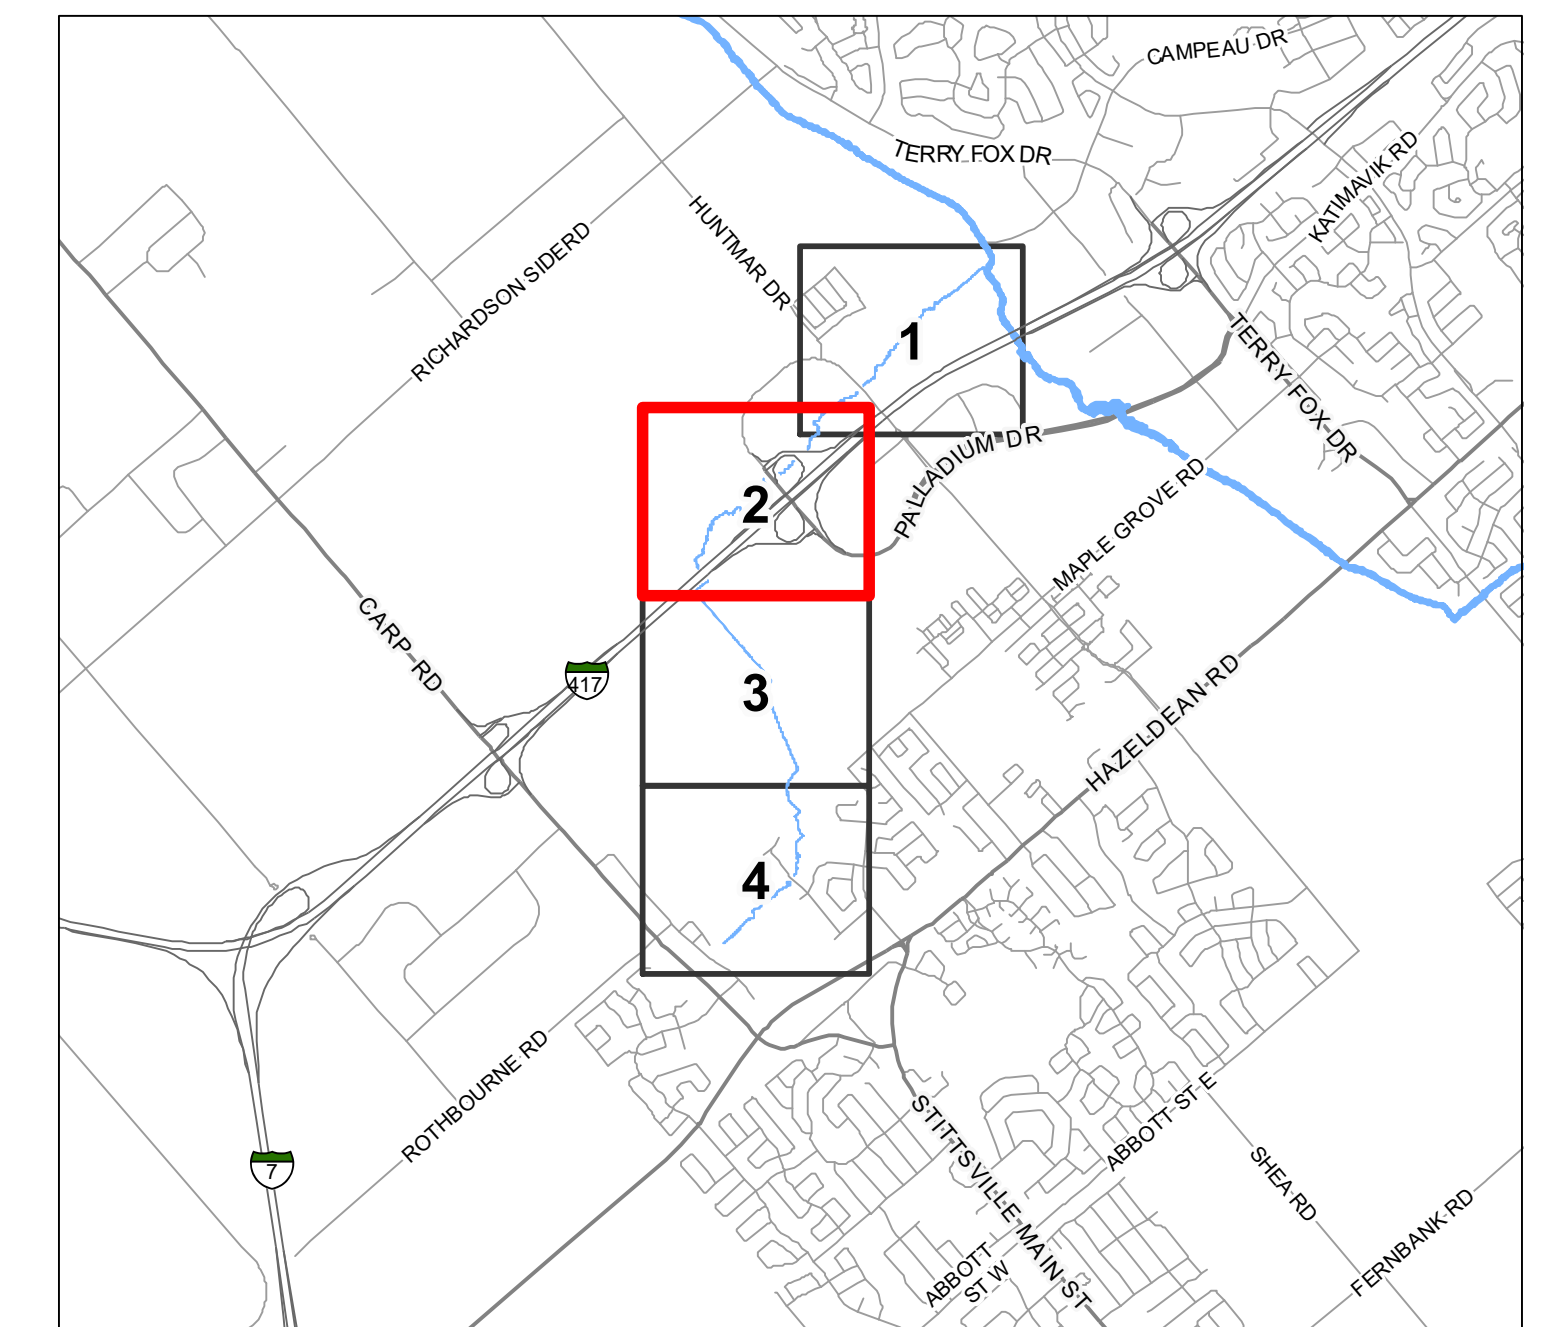 CAMPEAU DR
TERRY FOX DR
KATIMAVIK RD
HUNTMAR DR
RICHARDSON SIDERD
1
TERRY FOX DR
PALLADIUM DR
MAPLE GROVE RD
2
CARP RD
417
3
HAZELDEAN RD
4
ROTHBOURNE RD
7
STITTSVILLE MAIN ST
ABBOTT ST E
SHEA RD
FERNBANK RD
ABBOTT
ST W